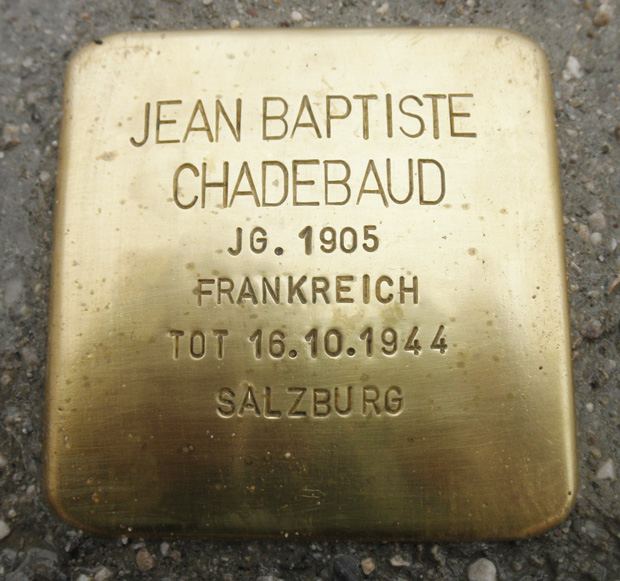 JEAN BAPTISTE
CHADEBAUD
JG. 1905
FRANKREICH
TOT 16.10.1944
SALZBURG